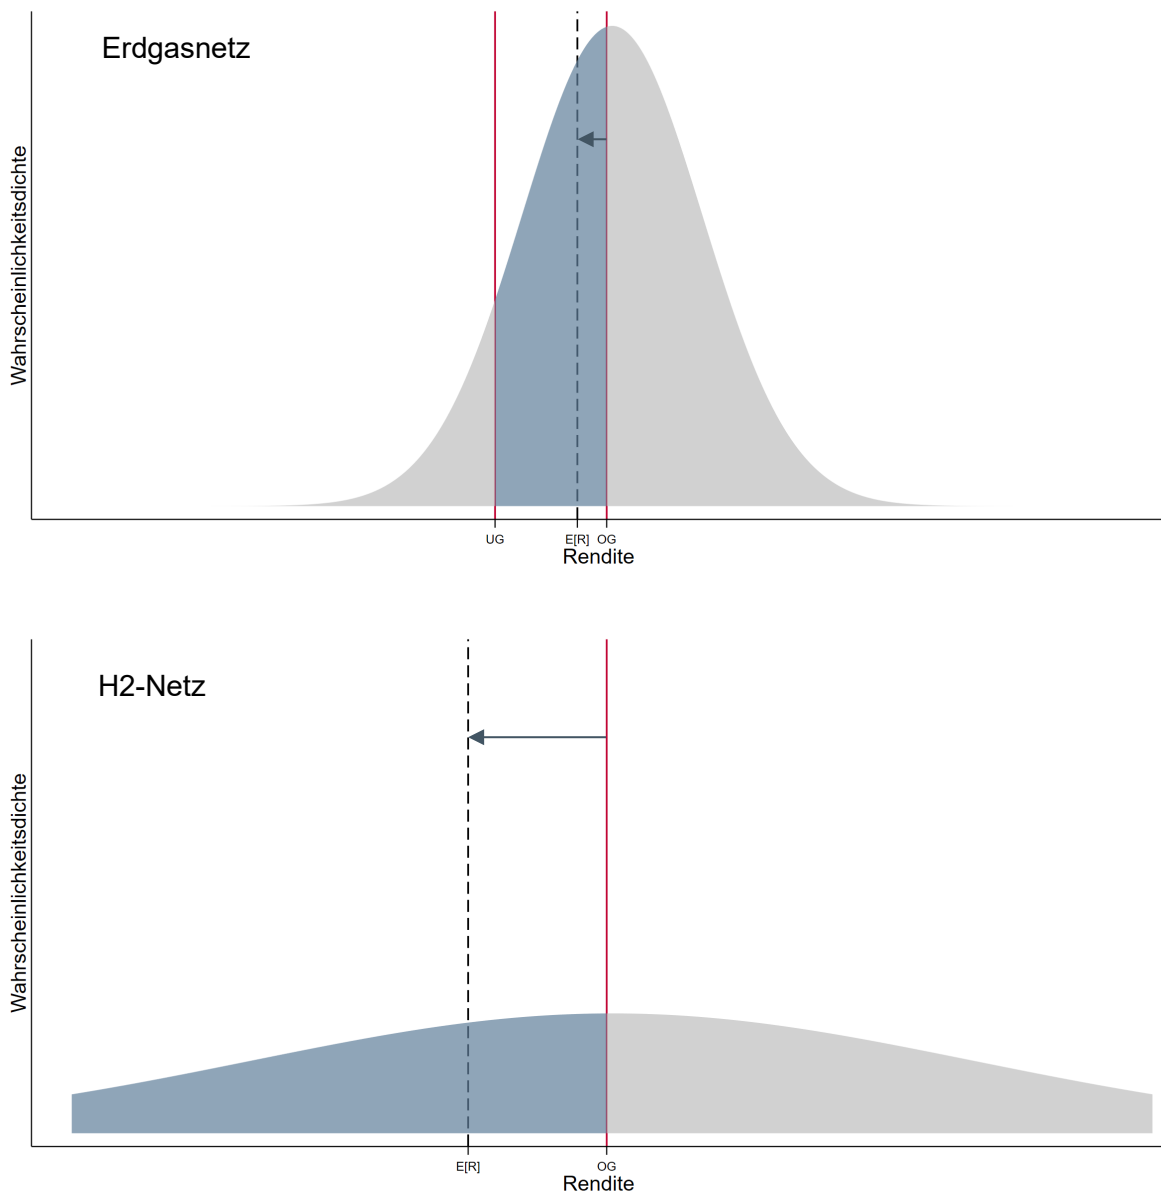 Erdgasnetz
Wahrscheinlichkeitsdichte
UG E[R] OG
Rendite
H2-Netz
Wahrscheinlichkeitsdichte
E[R] OG
Rendite